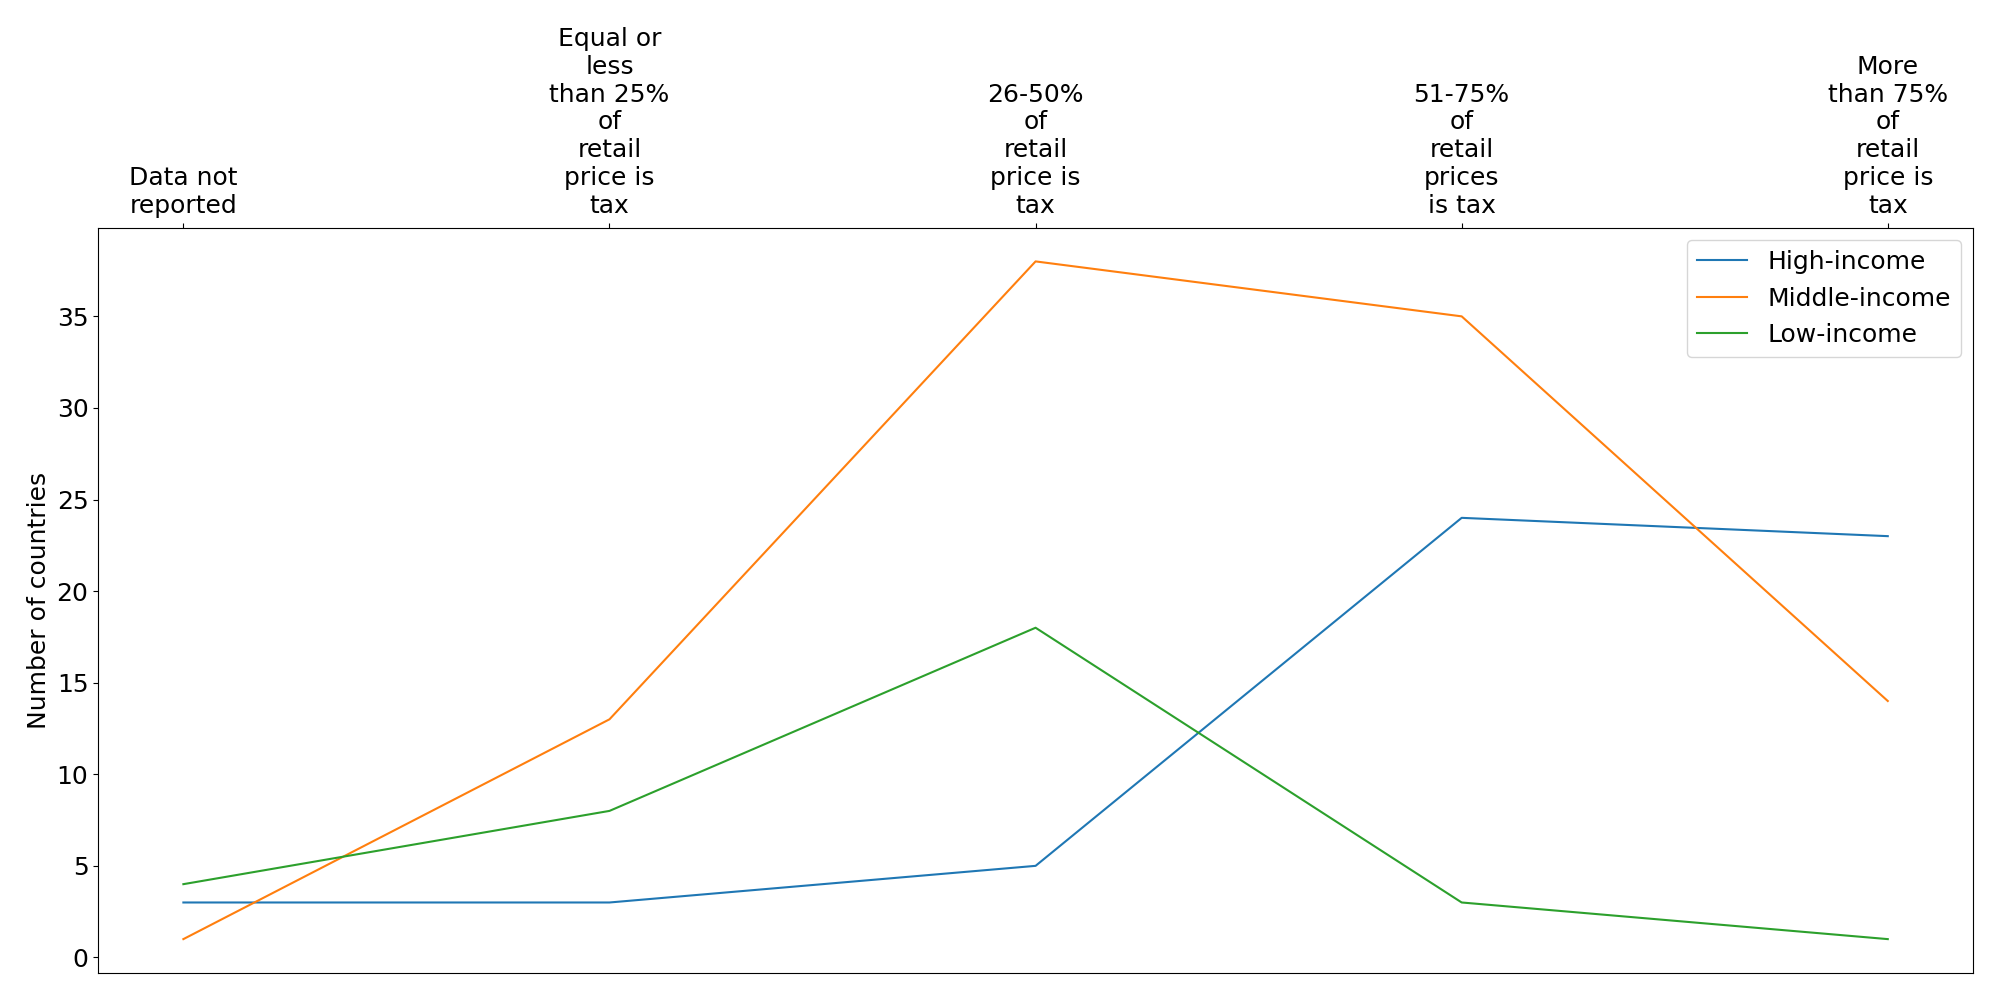 Data not
reported
Equal or
less
than 25%
of
retail
price is
tax
26-50%
of
retail
price is
tax
51-75%
of
retail
prices
is tax
More
than 75%
of
retail
price is
tax
Number of countries
35
30
25
20
15
10
5
0
High-income
Middle-income
Low-income